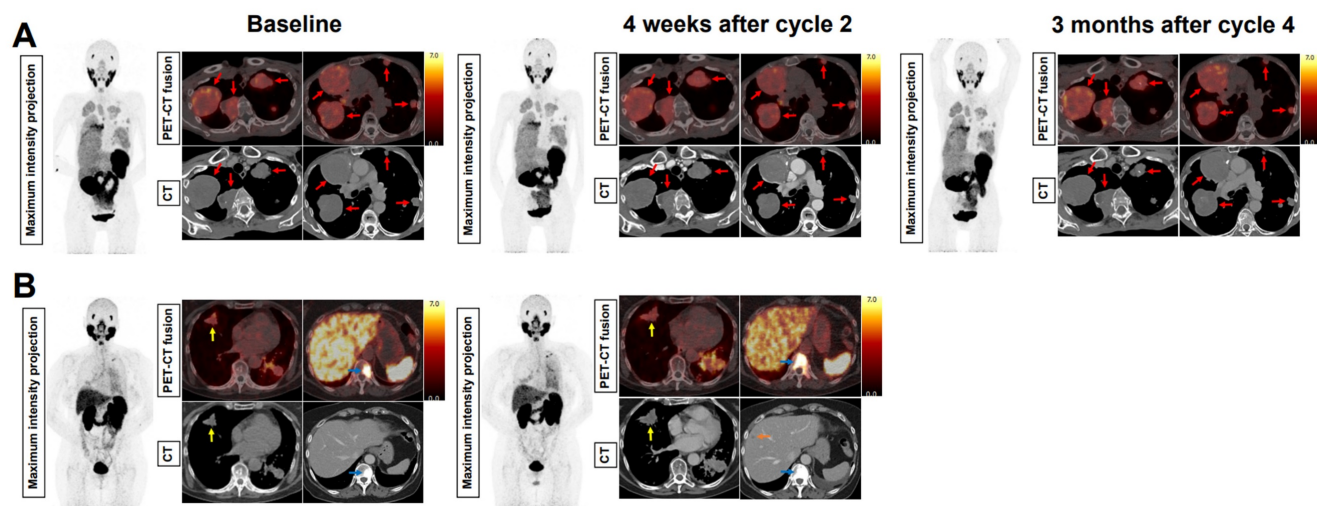 A
Baseline
4 weeks after cycle 2
3 months after cycle 4
Maximum intensity projection
PET-CT fusion
CT
7.0
0.0
Maximum intensity projection
PET-CT fusion
CT
7.0
0.0
Maximum intensity projection
PET-CT fusion
CT
7.0
0.0
B
Maximum intensity projection
PET-CT fusion
CT
7.0
0.0
Maximum intensity projection
PET-CT fusion
CT
7.0
0.0